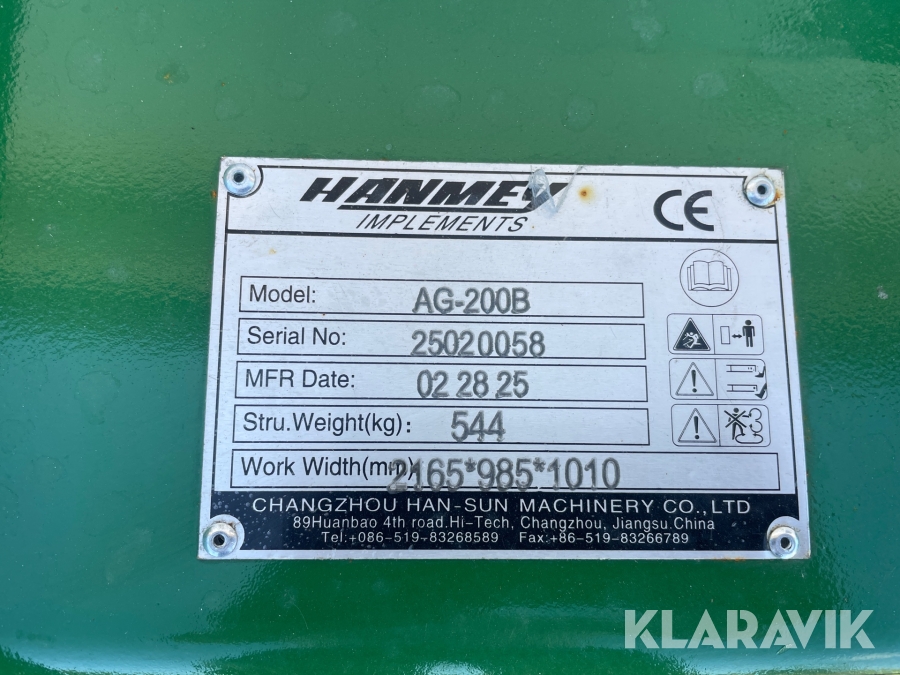 HANMEY
IMPLEMENTS
CE
Model: AG-200B
Serial No: 25020058
MFR Date: 02 28 25
Stru.Weight(kg): 544
Work Width(mm) 2165*985*1010
CHANGZHOU HAN-SUN MACHINERY CO.,LTD
89Huanbao 4th road.Hi-Tech, Changzhou, Jiangsu.China
Tel:+086-519-83268589 Fax:+86-519-83266789
KLARAVIK